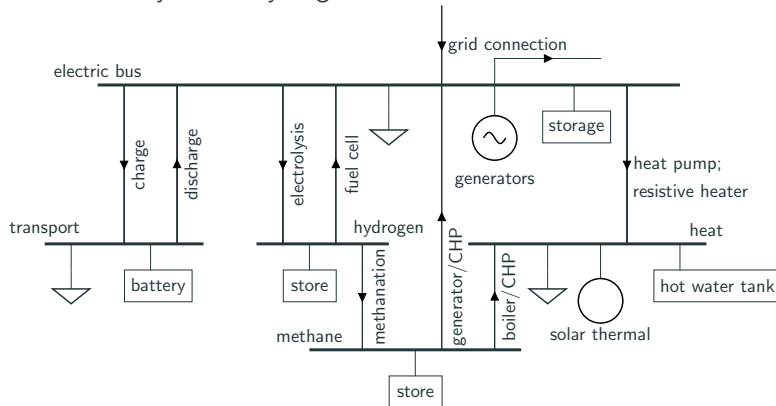 grid connection
electric bus
charge
discharge
electrolysis
fuel cell
generators
storage
heat pump;
resistive heater
transport
hydrogen
heat
battery
store
methanation
generator/CHP
boiler/CHP
solar thermal
hot water tank
methane
store